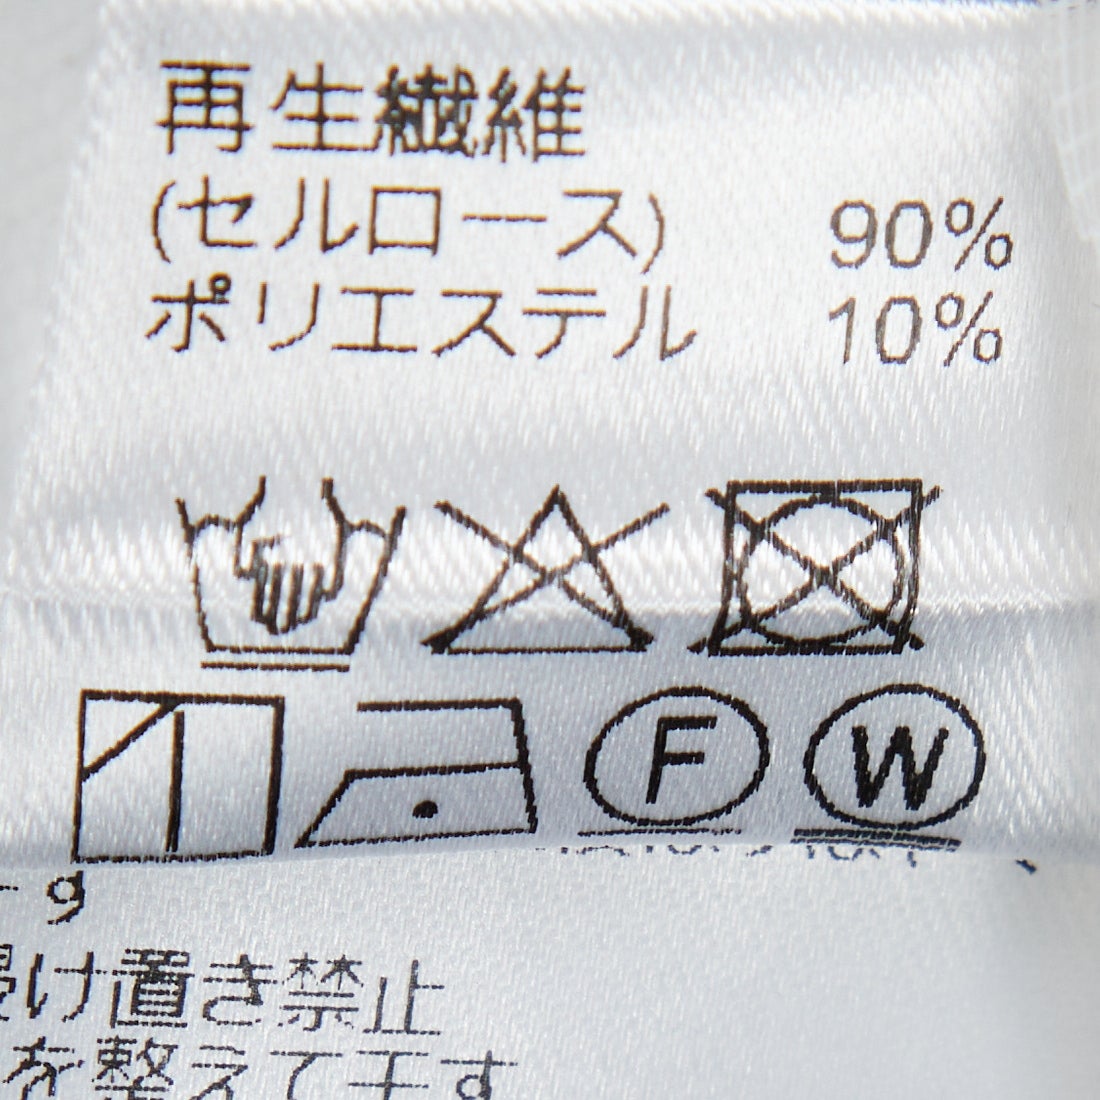 再生繊維
(セルロース) 90%
ポリエステル 10%
F W
す
け置き禁止
を整えて干す